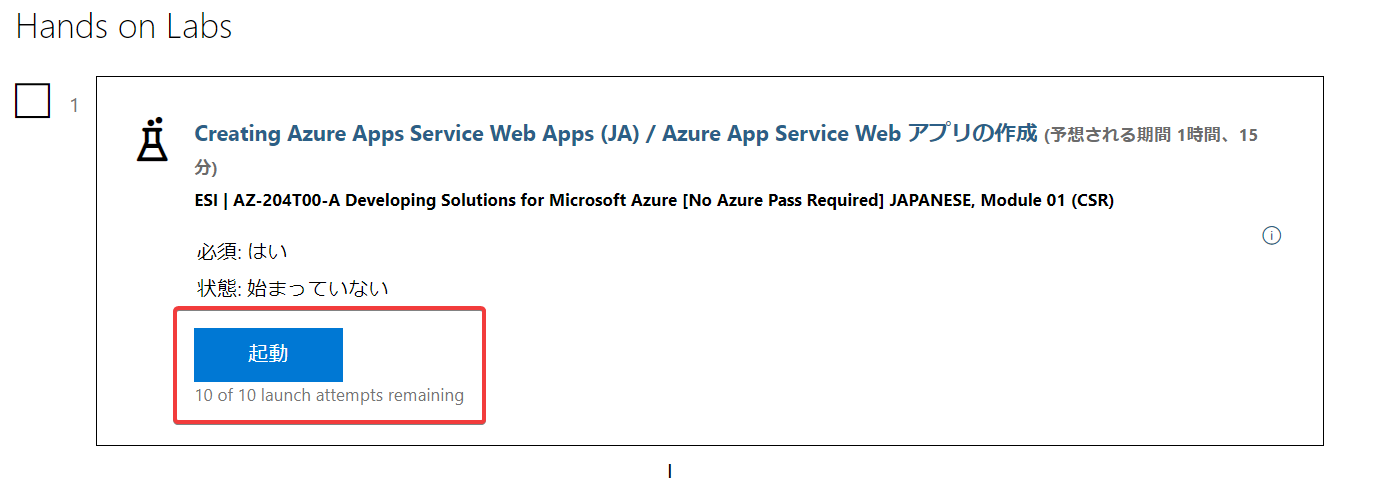 Hands on Labs
1
Creating Azure Apps Service Web Apps (JA) / Azure App Service Web アプリの作成 (予想される期間 1時間、15
分)
ESI | AZ-204T00-A Developing Solutions for Microsoft Azure [No Azure Pass Required] JAPANESE, Module 01 (CSR)
必須: はい
状態: 始まっていない
起動
10 of 10 launch attempts remaining